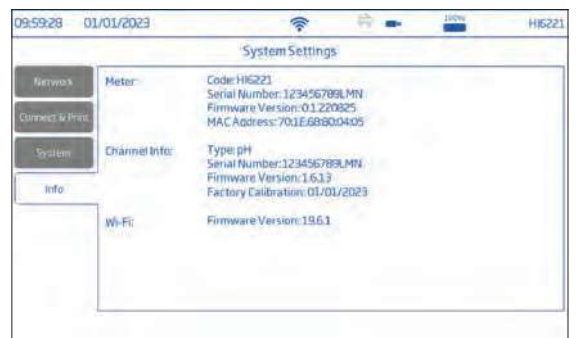 09:59:28 01/01/2023 100% HI6221
System Settings
Network
Connect & Print
System
Info
Meter:
Code: HI6221
Serial Number: 123456789LMN
Firmware Version: 0.1.220825
MAC Address: 70:1E:68:80:04:05
Channel Info:
Type: pH
Serial Number: 123456789LMN
Firmware Version: 1.6.13
Factory Calibration: 01/01/2023
Wi-Fi:
Firmware Version: 19.6.1